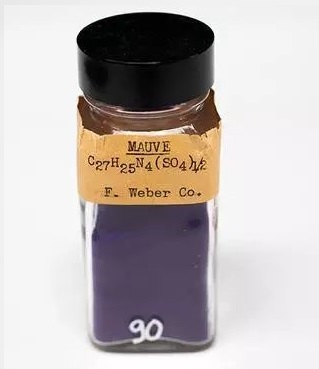 MAUVE
C27H25N4(SO4)1/2
F. Weber Co.
90